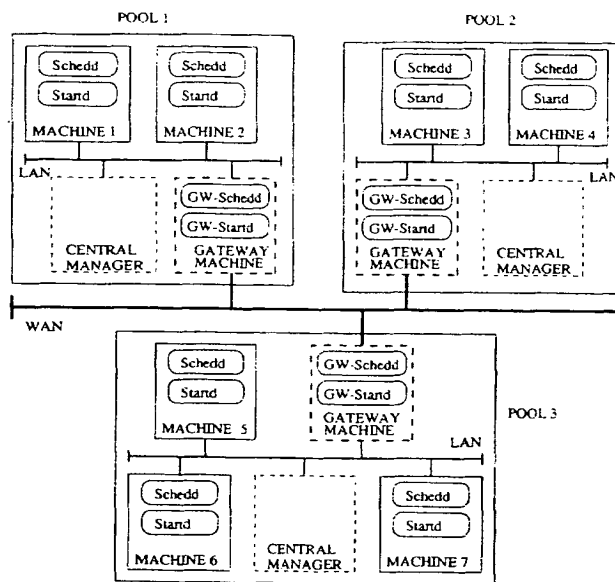 POOL 1
POOL 2
Schedd
Startd
MACHINE 1
Schedd
Startd
MACHINE 2
Schedd
Startd
MACHINE 3
Schedd
Startd
MACHINE 4
LAN
CENTRAL
MANAGER
GW-Schedd
GW-Startd
GATEWAY
MACHINE
LAN
GW-Schedd
GW-Startd
GATEWAY
MACHINE
CENTRAL
MANAGER
WAN
Schedd
Startd
MACHINE 5
GW-Schedd
GW-Startd
GATEWAY
MACHINE
POOL 3
LAN
Schedd
Startd
MACHINE 6
CENTRAL
MANAGER
Schedd
Startd
MACHINE 7